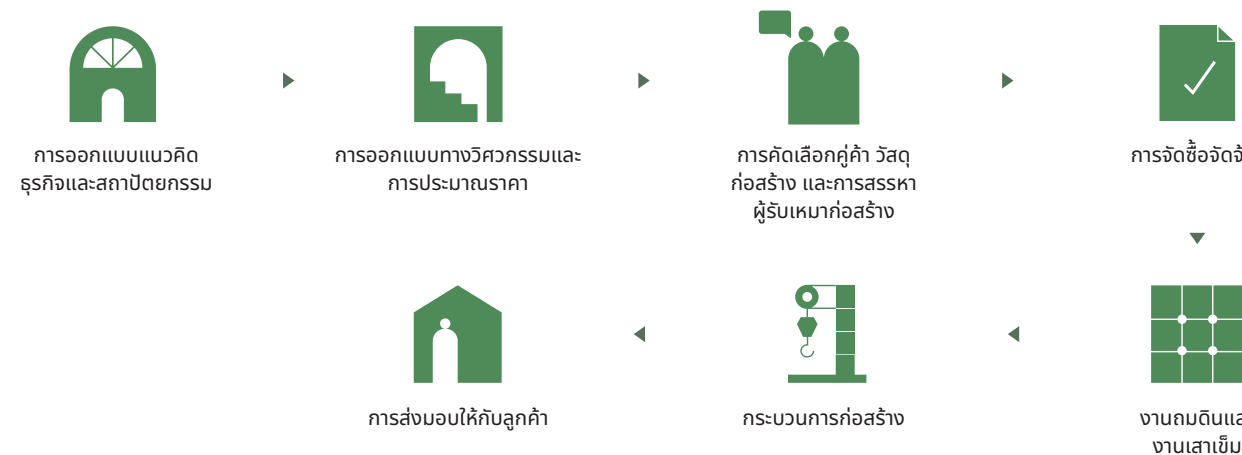 การออกแบบแนวคิด
ธุรกิจและสถาปัตยกรรม
การออกแบบทางวิศวกรรมและ
การประมาณราคา
การคัดเลือกคู่ค้า วัสดุ
ก่อสร้าง และการสรรหา
ผู้รับเหมาก่อสร้าง
การจัดซื้อจัดจ้
งานถมดินแล
งานเสาเข็ม
กระบวนการก่อสร้าง
การส่งมอบให้กับลูกค้า